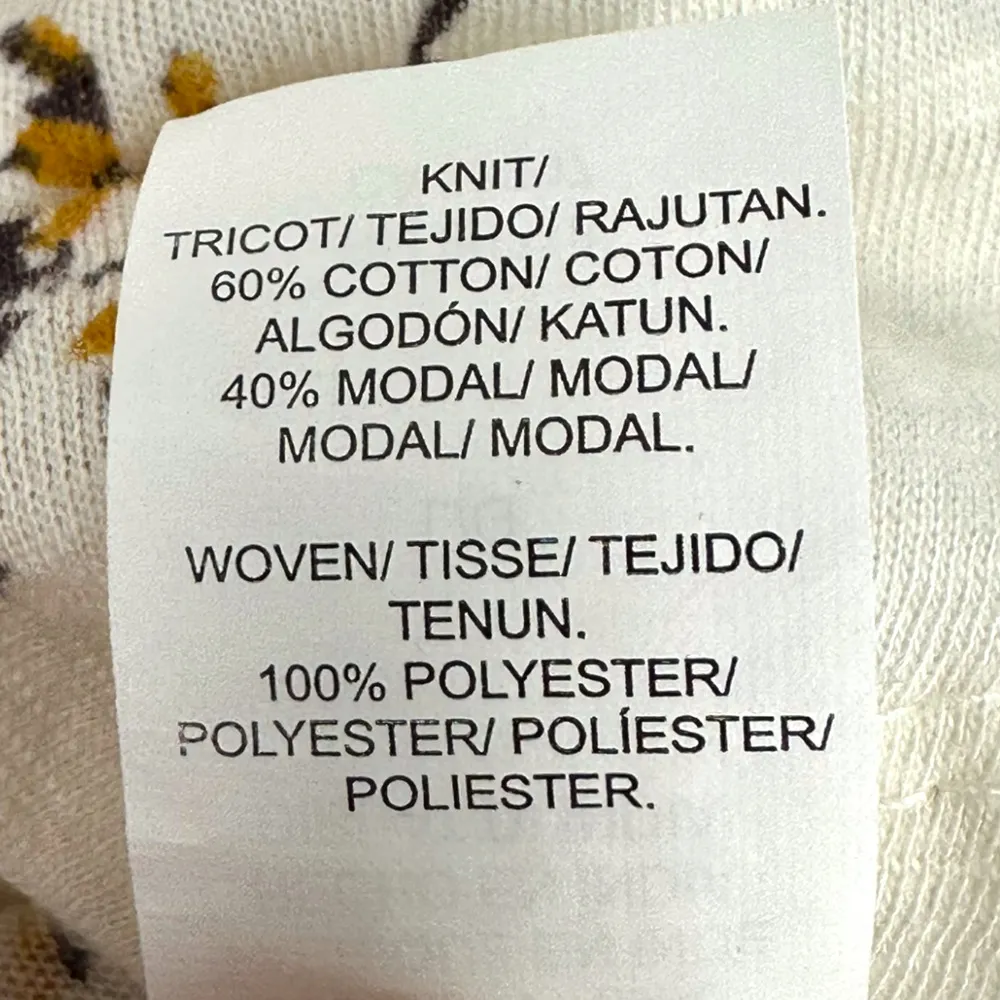 KNIT/
TRICOT/ TEJIDO/ RAJUTAN.
60% COTTON/ COTON/
ALGODÓN/ KATUN.
40% MODAL/ MODAL/
MODAL/ MODAL.
WOVEN/ TISSE/ TEJIDO/
TENUN.
100% POLYESTER/
POLYESTER/ POLÍESTER/
POLIESTER.